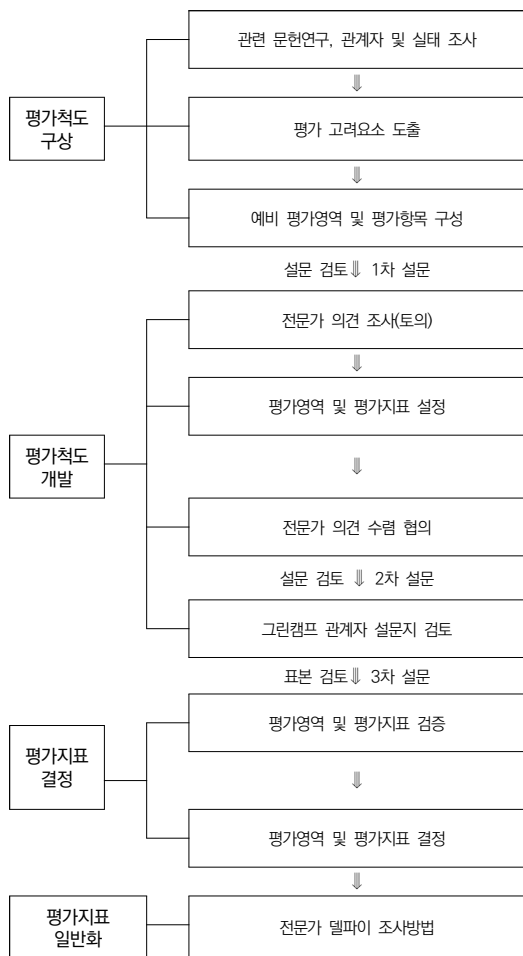 관련 문헌연구, 관계자 및 실태 조사
⇓
평가척도
구상
평가 고려요소 도출
⇓
예비 평가영역 및 평가항목 구성
설문 검토⇓ 1차 설문
전문가 의견 조사(토의)
⇓
평가영역 및 평가지표 설정
평가척도
개발
⇓
전문가 의견 수렴 협의
설문 검토 ⇓ 2차 설문
그린캠프 관계자 설문지 검토
표본 검토⇓ 3차 설문
평가영역 및 평가지표 검증
평가지표
결정
⇓
평가영역 및 평가지표 결정
⇓
평가지표
일반화
전문가 델파이 조사방법